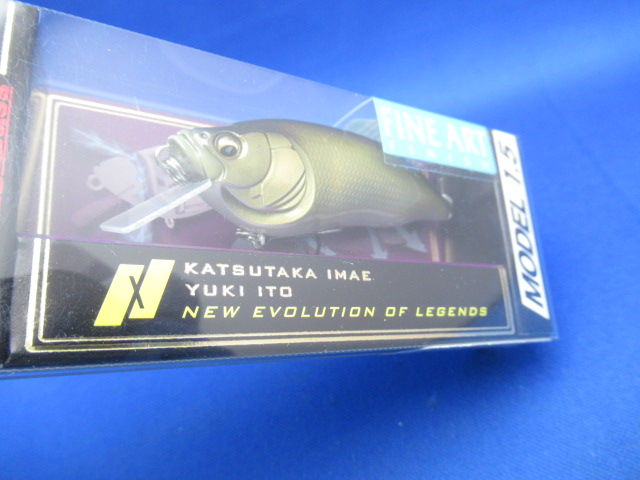 FINE ART
MODEL 1.5
X
KATSUTAKA IMAE
YUKI ITO
NEW EVOLUTION OF LEGENDS